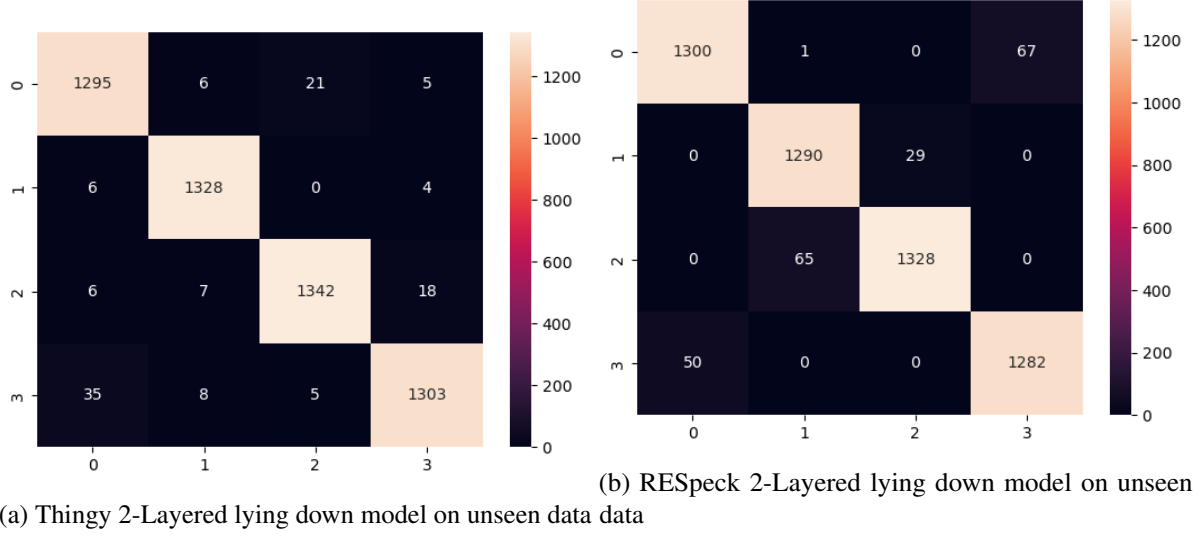 0 1295 6 21 5
1 6 1328 0 4
2 6 7 1342 18
3 35 8 5 1303
0 1 2 3
1200
1000
800
600
400
200
0
(a) Thingy 2-Layered lying down model on unseen data
0 1300 1 0 67
1 0 1290 29 0
2 0 65 1328 0
3 50 0 0 1282
0 1 2 3
1200
1000
800
600
400
200
0
(b) RESpeck 2-Layered lying down model on unseen
data